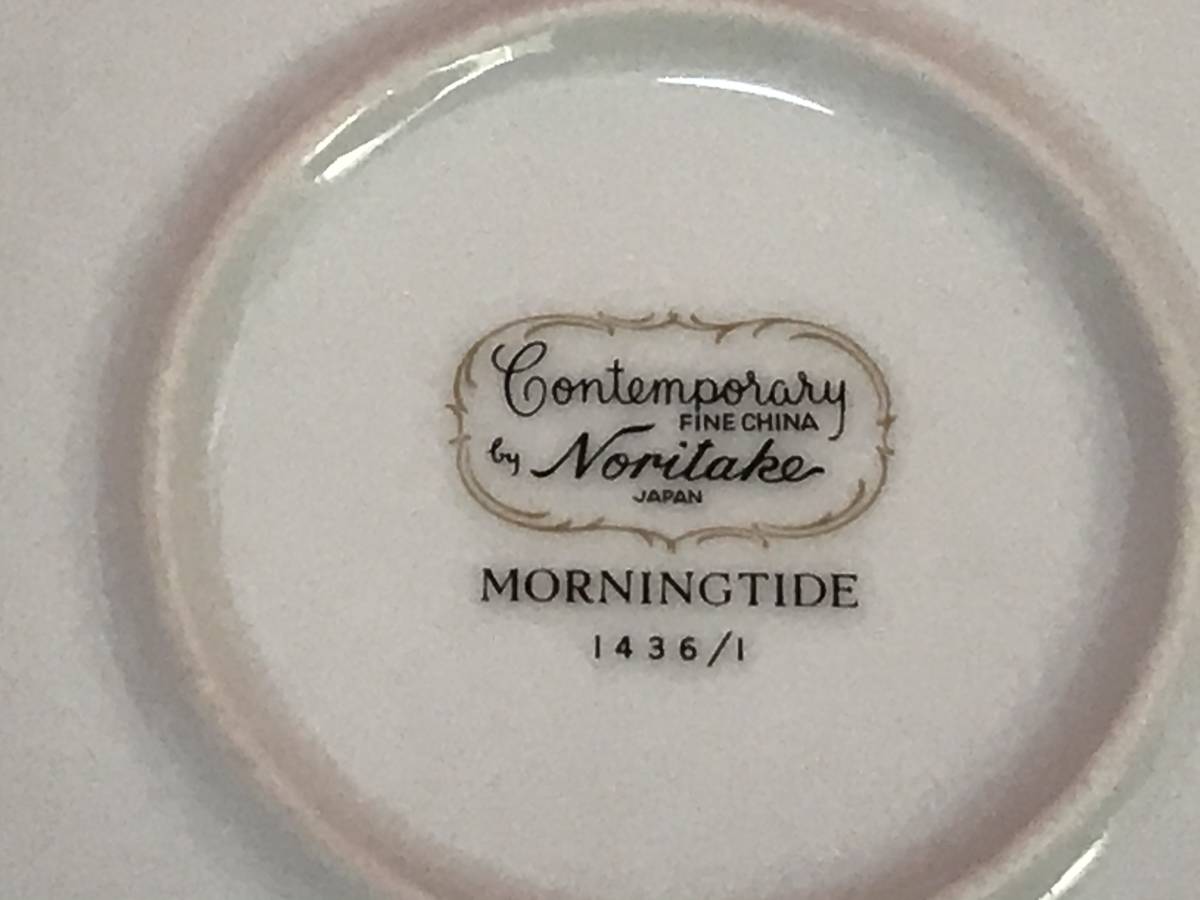 Contemporary
FINE CHINA
by Noritake
JAPAN
MORNINGTIDE
1436/1